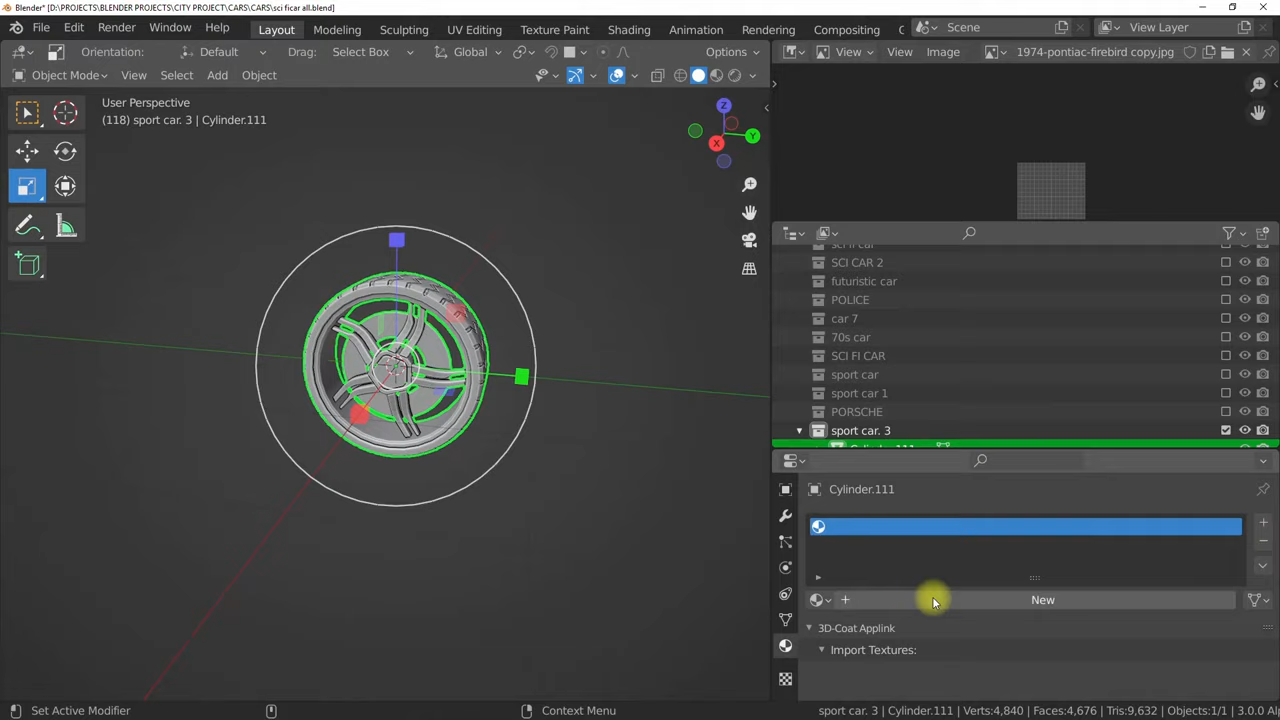 Blender* [D:\PROJECTS\BLENDER PROJECTS\CITY PROJECT\CARS\CARS\sci ficar all.blend]
File Edit Render Window Help Layout Modeling Sculpting UV Editing Texture Paint Shading Animation Rendering Compositing Scene View Layer
Orientation: Default Drag: Select Box Global Options View View Image 1974-pontiac-firebird copy.jpg
Object Mode View Select Add Object
User Perspective
(118) sport car. 3 | Cylinder.111
Z
Y
X
SCI CAR 2
futuristic car
POLICE
car 7
70s car
SCI FI CAR
sport car
sport car 1
PORSCHE
sport car. 3
Cylinder.111
Cylinder.111
New
3D-Coat Applink
Import Textures:
Set Active Modifier Context Menu sport car. 3 | Cylinder.111 | Verts:4,840 | Faces:4,676 | Tris:9,632 | Objects:1/1 | 3.0.0 Al